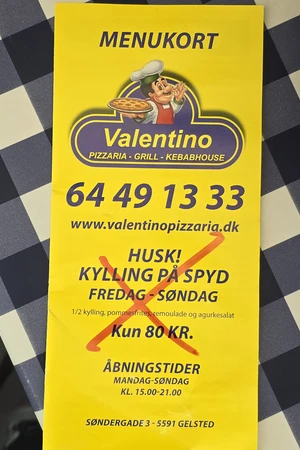 MENUKORT
Valentino
PIZZARIA - GRILL - KEBABHOUSE
64 49 13 33
www.valentinopizzaria.dk
HUSK!
KYLLING PÅ SPYD
FREDAG - SØNDAG
1/2 kylling, pommesfrites, remoulade og agurkesalat
Kun 80 KR.
ÅBNINGSTIDER
MANDAG-SØNDAG
KL. 15.00-21.00
SØNDERGADE 3 - 5591 GELSTED